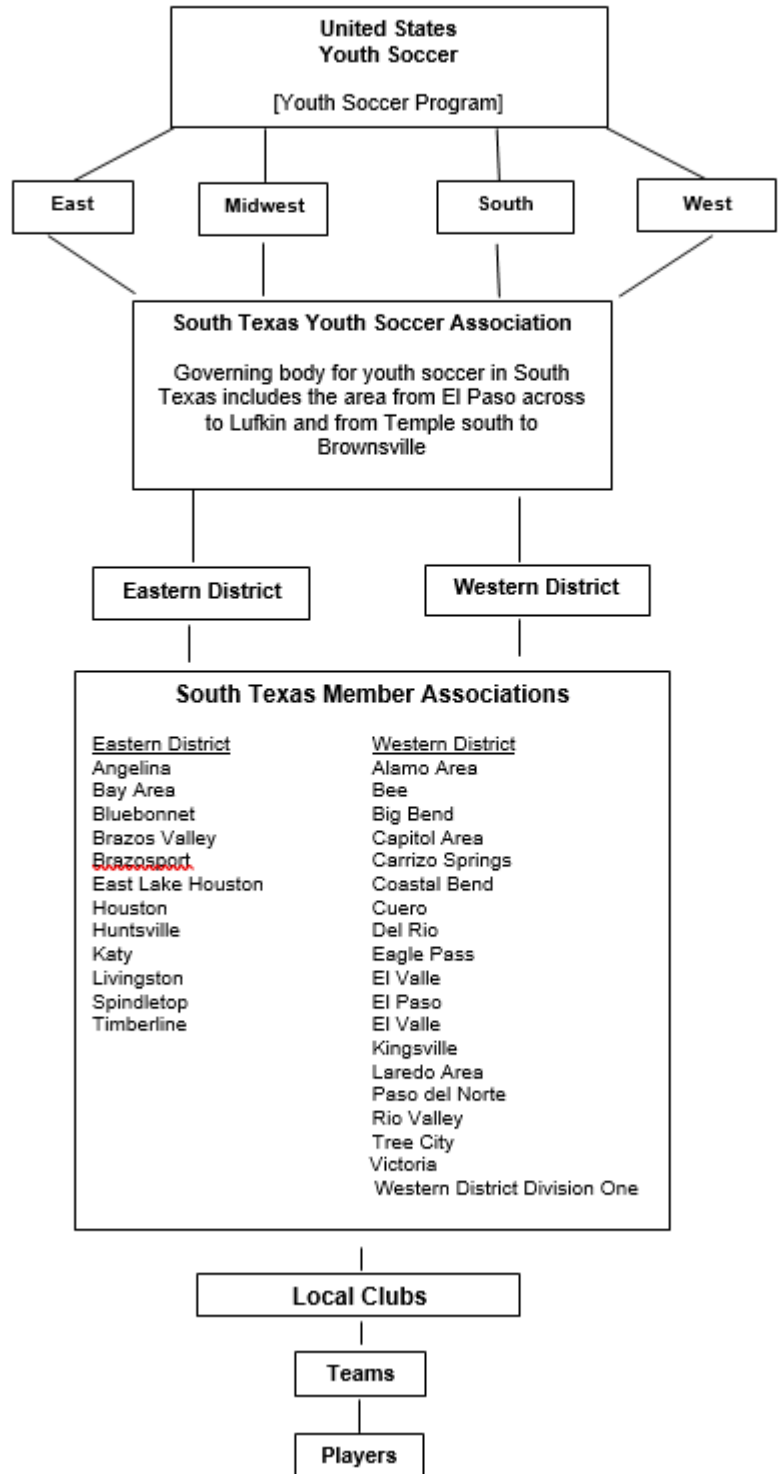 United States
Youth Soccer
[Youth Soccer Program]
East
Midwest
South
West
South Texas Youth Soccer Association
Governing body for youth soccer in South
Texas includes the area from El Paso across
to Lufkin and from Temple south to
Brownsville
Eastern District
Western District
South Texas Member Associations
Eastern District
Angelina
Bay Area
Bluebonnet
Brazos Valley
Brazosport
East Lake Houston
Houston
Huntsville
Katy
Livingston
Spindletop
Timberline
Western District
Alamo Area
Bee
Big Bend
Capitol Area
Carrizo Springs
Coastal Bend
Cuero
Del Rio
Eagle Pass
El Valle
El Paso
El Valle
Kingsville
Laredo Area
Paso del Norte
Rio Valley
Tree City
Victoria
Western District Division One
Local Clubs
Teams
Players